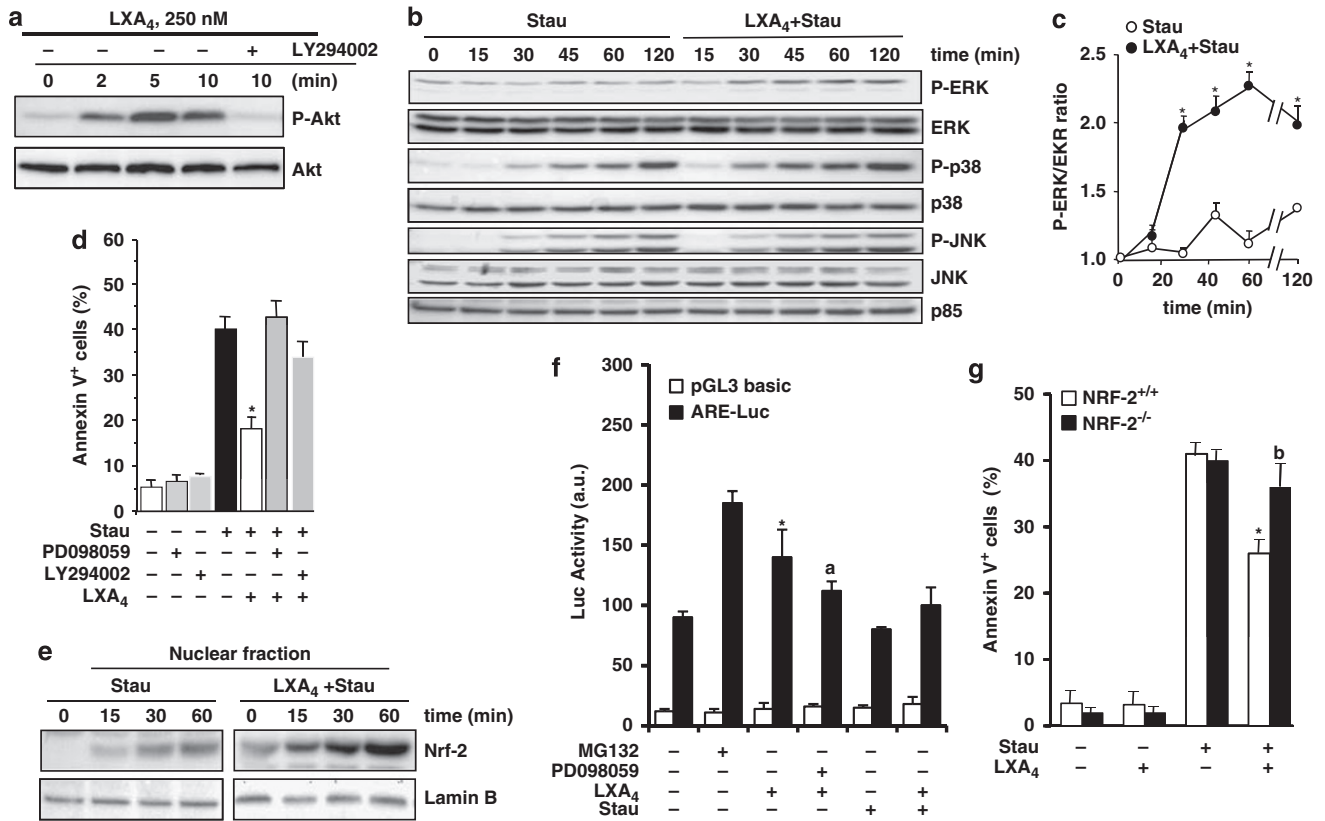 a
LXA4, 250 nM
– – – – + LY294002
0 2 5 10 10 (min)
P-Akt
Akt
b
Stau LXA4+Stau
0 15 30 45 60 120 15 30 45 60 120 time (min)
P-ERK
ERK
P-p38
p38
P-JNK
JNK
p85
c
Stau
LXA4+Stau
P-ERK/EKR ratio
2.5
2.0
1.5
1.0
* * * *
0 20 40 60 120
time (min)
d
Annexin V+ cells (%)
60
50
40
30
20
10
0
*
Stau – – – + + + +
PD098059 – + – – – + –
LY294002 – – + – – – +
LXA4 – – – – + + +
e
Nuclear fraction
Stau LXA4 +Stau
0 15 30 60 0 15 30 60 time (min)
Nrf-2
Lamin B
f
pGL3 basic
ARE-Luc
Luc Activity (a.u.)
300
250
200
150
100
50
0
* a
MG132 – + – – – –
PD098059 – – – + – –
LXA4 – – + + – +
Stau – – – – + +
g
NRF-2+/+
NRF-2-/-
Annexin V+ cells (%)
50
40
30
20
10
0
* b
Stau – – + +
LXA4 – + – +